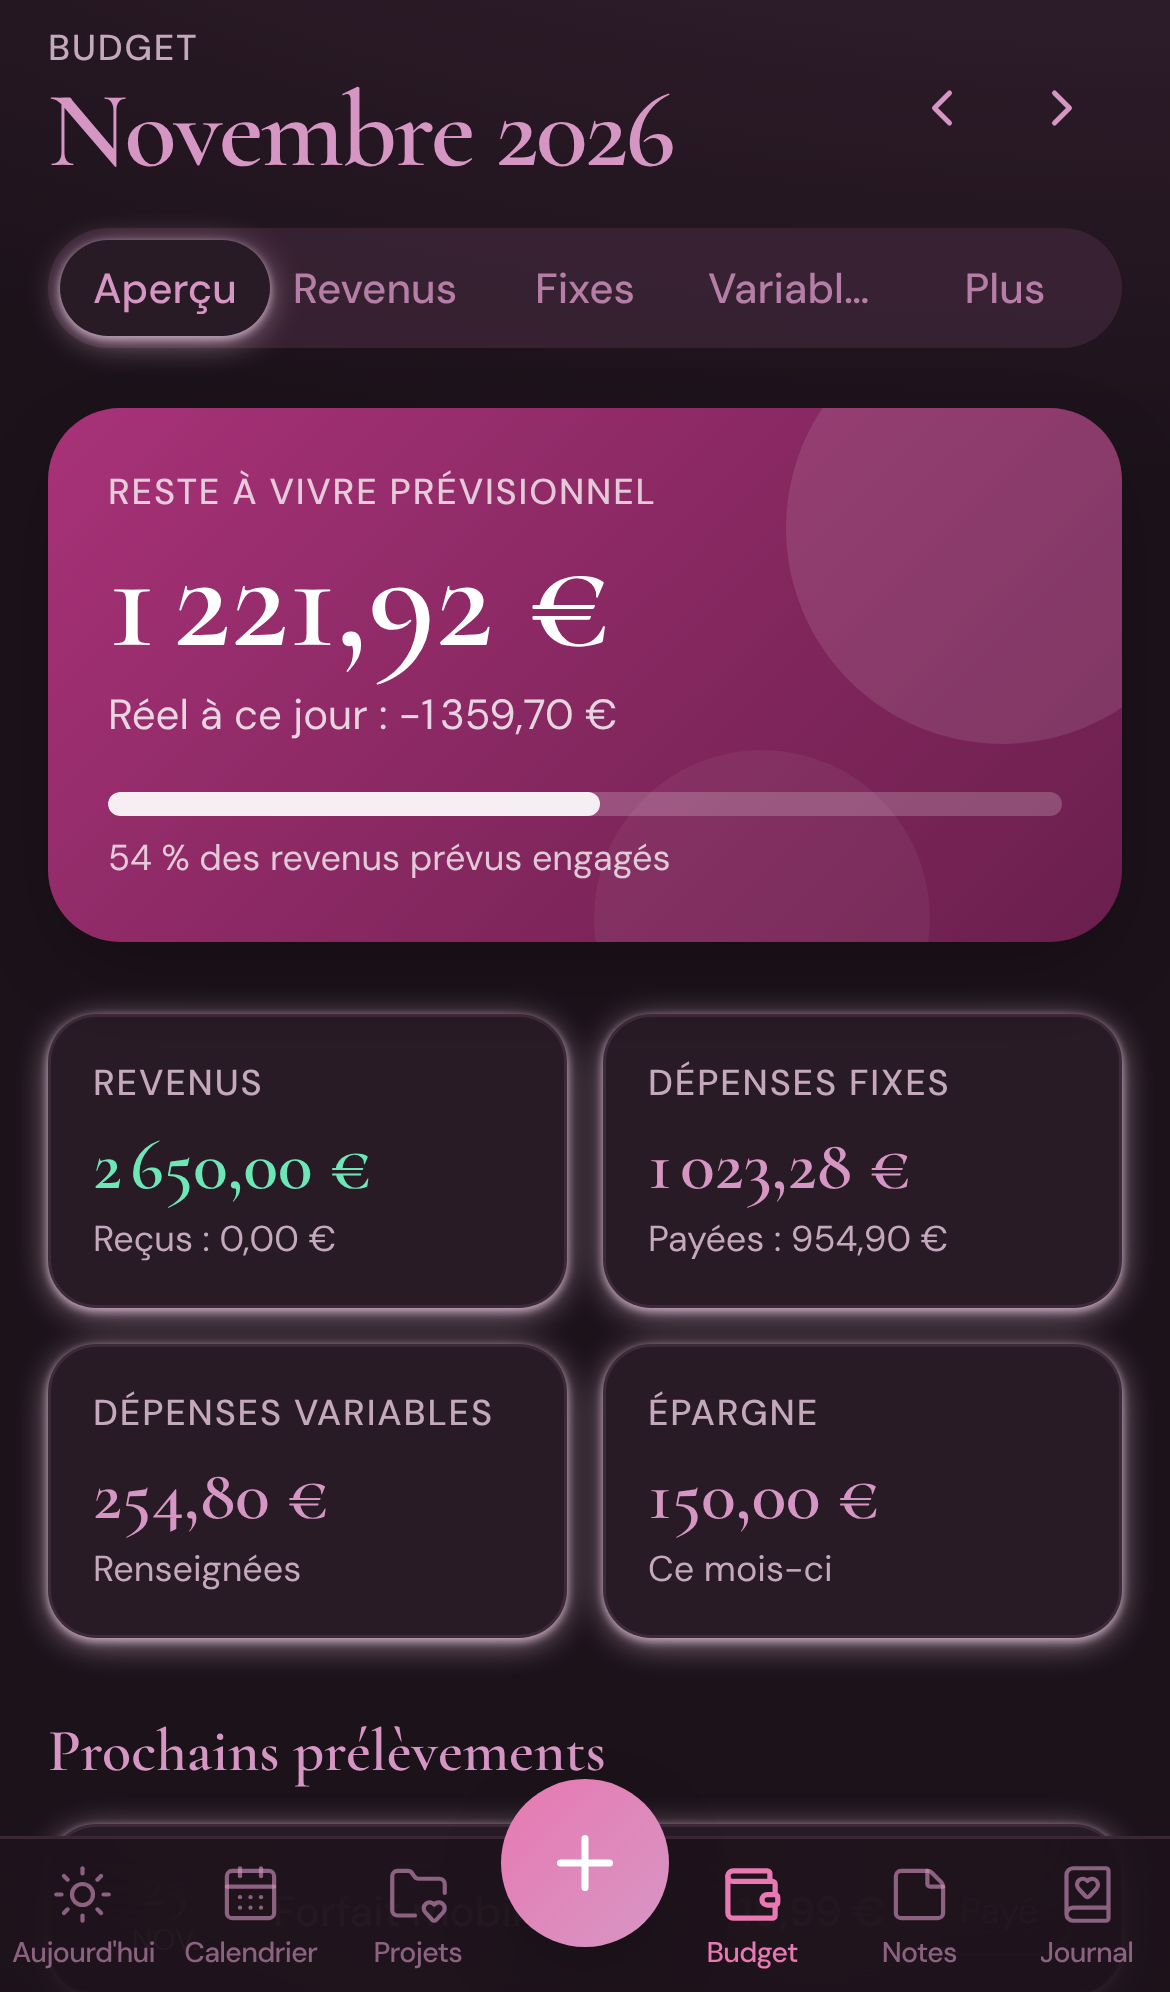 BUDGET
Novembre 2026
Aperçu Revenus Fixes Variabl... Plus
RESTE À VIVRE PRÉVISIONNEL
1 221,92 €
Réel à ce jour : -1 359,70 €
54 % des revenus prévus engagés
REVENUS
2 650,00 €
Reçus : 0,00 €
DÉPENSES FIXES
1 023,28 €
Payées : 954,90 €
DÉPENSES VARIABLES
254,80 €
Renseignées
ÉPARGNE
150,00 €
Ce mois-ci
Prochains prélèvements
Aujourd'hui Calendrier Projets Budget Notes Journal